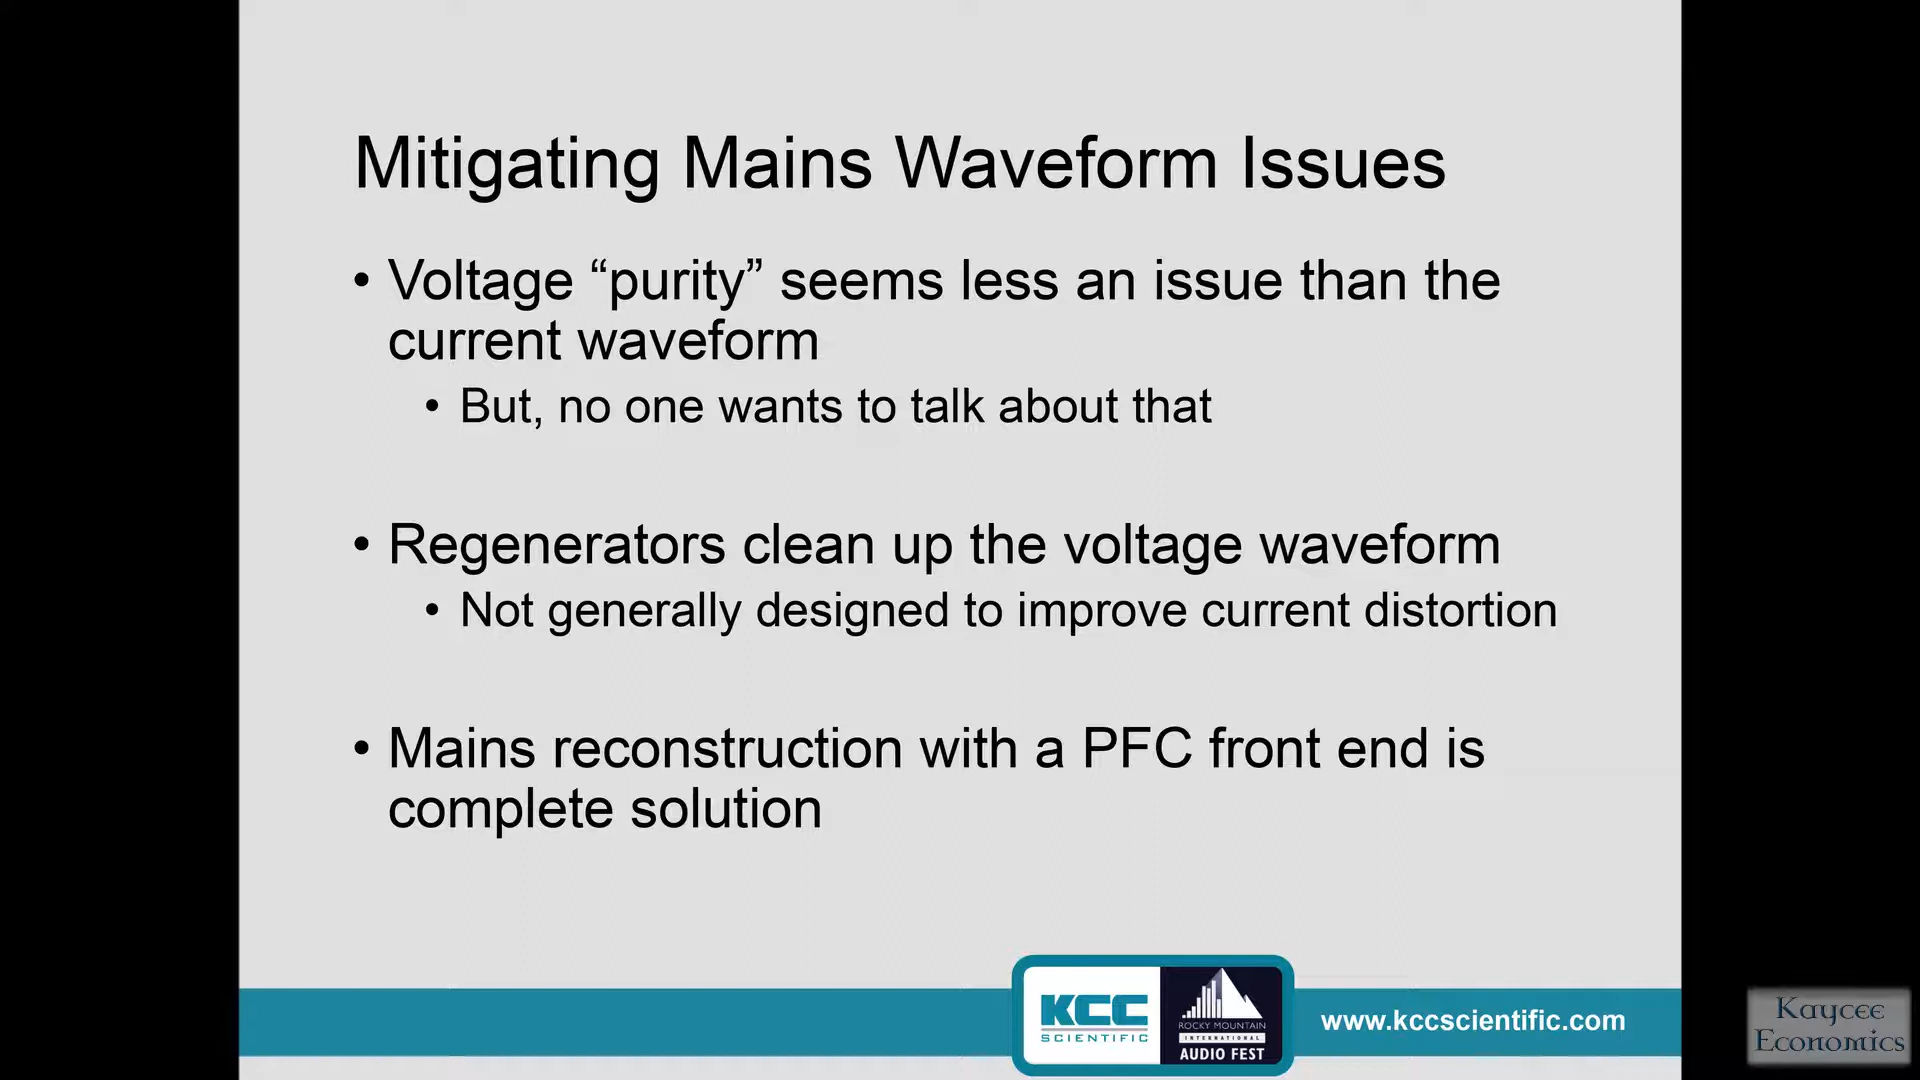 Mitigating Mains Waveform Issues
• Voltage “purity” seems less an issue than the
current waveform
• But, no one wants to talk about that
• Regenerators clean up the voltage waveform
• Not generally designed to improve current distortion
• Mains reconstruction with a PFC front end is
complete solution
KCC
SCIENTIFIC
ROCKY MOUNTAIN
INTERNATIONAL
AUDIO FEST
www.kccscientific.com
Kaycee
Economics